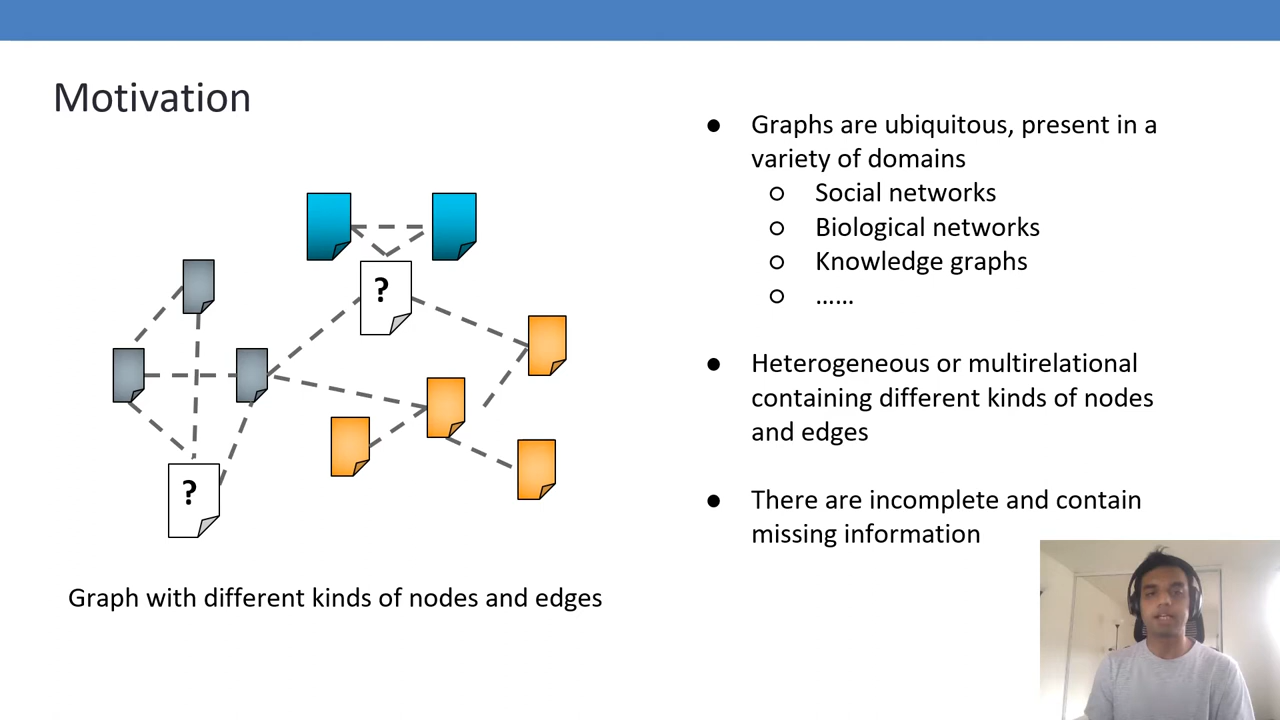 Motivation
?
?
Graph with different kinds of nodes and edges
● Graphs are ubiquitous, present in a
variety of domains
○ Social networks
○ Biological networks
○ Knowledge graphs
○ ......
● Heterogeneous or multirelational
containing different kinds of nodes
and edges
● There are incomplete and contain
missing information